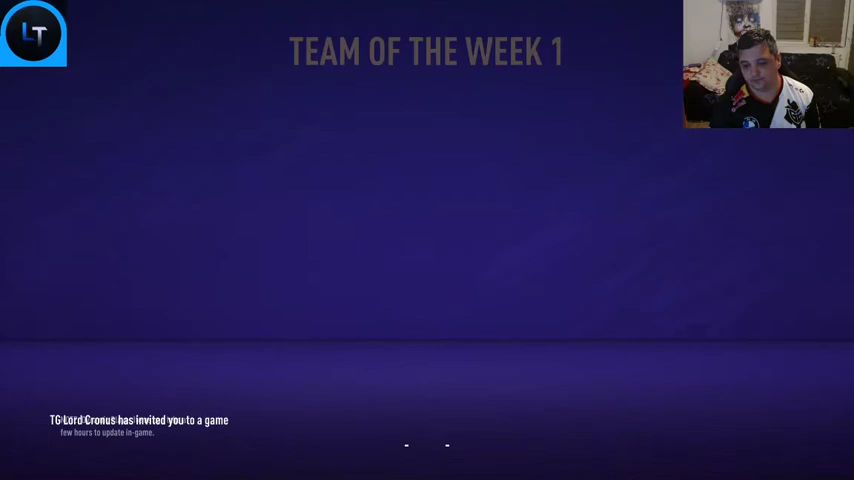 LT
TEAM OF THE WEEK 1
TG Lord Cronus has invited you to a game
few hours to update in-game.